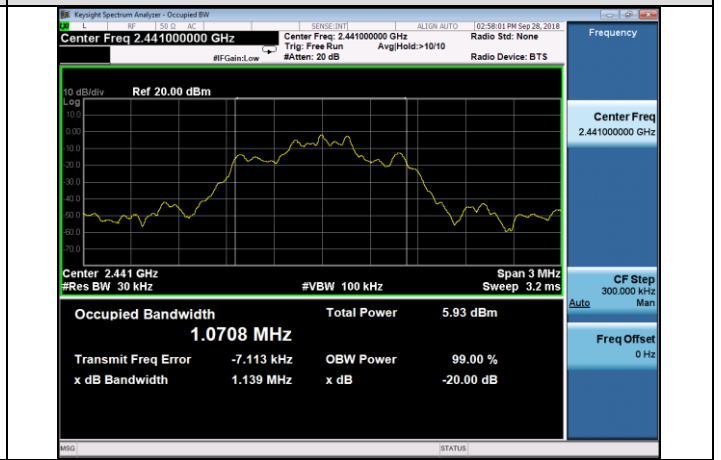 Keysight Spectrum Analyzer - Occupied BW
L RF 50 Ω AC SENSE:INT ALIGN AUTO 02:58:01 PM Sep 28, 2018
Center Freq 2.441000000 GHz Center Freq: 2.441000000 GHz Radio Std: None Frequency
Trig: Free Run Avg|Hold:>10/10
#IFGain:Low #Atten: 20 dB Radio Device: BTS
10 dB/div Ref 20.00 dBm
Log
10.0
0.00
-10.0
-20.0
-30.0
-40.0
-50.0
-60.0
-70.0
Center Freq
2.441000000 GHz
Center 2.441 GHz Span 3 MHz
#Res BW 30 kHz #VBW 100 kHz Sweep 3.2 ms
CF Step
300.000 kHz
Auto Man
Occupied Bandwidth Total Power 5.93 dBm
1.0708 MHz
Transmit Freq Error -7.113 kHz OBW Power 99.00 %
x dB Bandwidth 1.139 MHz x dB -20.00 dB
Freq Offset
0 Hz
MSG STATUS